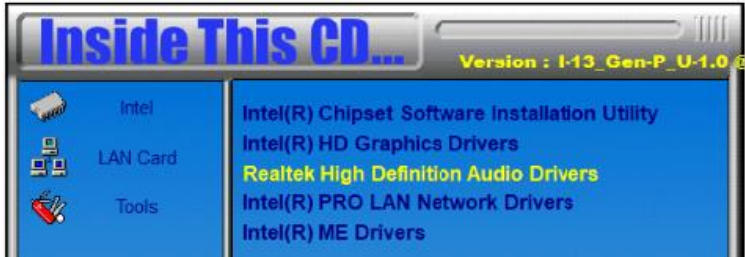 Inside This CD...
Version : I-13_Gen-P_U-1.0
Intel
LAN Card
Tools
Intel(R) Chipset Software Installation Utility
Intel(R) HD Graphics Drivers
Realtek High Definition Audio Drivers
Intel(R) PRO LAN Network Drivers
Intel(R) ME Drivers